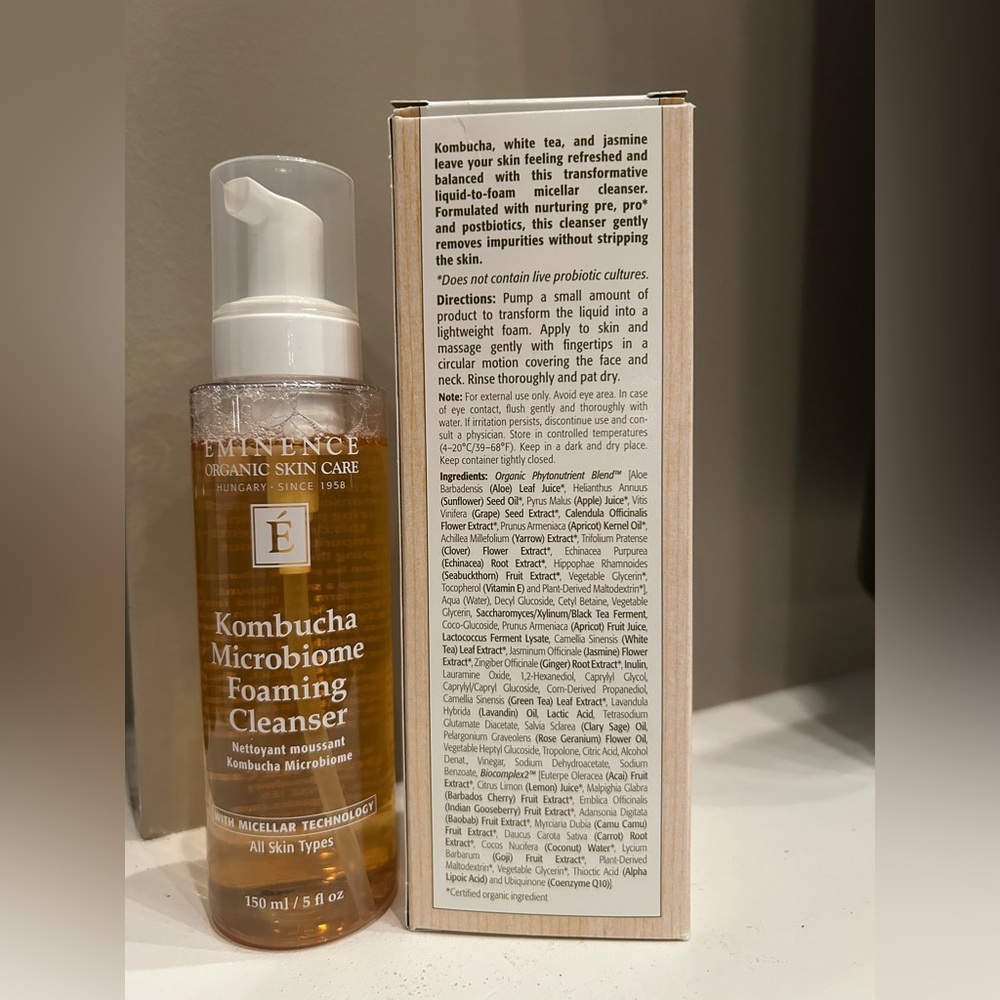 EMINENCE
ORGANIC SKIN CARE
HUNGARY · SINCE 1958
É
Kombucha
Microbiome
Foaming
Cleanser
Nettoyant moussant
Kombucha Microbiome
WITH MICELLAR TECHNOLOGY
All Skin Types
150 ml / 5 fl oz
Kombucha, white tea, and jasmine
leave your skin feeling refreshed and
balanced with this transformative
liquid-to-foam micellar cleanser.
Formulated with nurturing pre, pro*
and postbiotics, this cleanser gently
removes impurities without stripping
the skin.
*Does not contain live probiotic cultures.
Directions: Pump a small amount of
product to transform the liquid into a
lightweight foam. Apply to skin and
massage gently with fingertips in a
circular motion covering the face and
neck. Rinse thoroughly and pat dry.
Note: For external use only. Avoid eye area. In case
of eye contact, flush gently and thoroughly with
water. If irritation persists, discontinue use and con-
sult a physician. Store in controlled temperatures
(4–20°C/39–68°F). Keep in a dark and dry place.
Keep container tightly closed.
Ingredients: Organic Phytonutrient Blend™ [Aloe
Barbadensis (Aloe) Leaf Juice*, Helianthus Annuus
(Sunflower) Seed Oil*, Pyrus Malus (Apple) Juice*, Vitis
Vinifera (Grape) Seed Extract*, Calendula Officinalis
Flower Extract*, Prunus Armeniaca (Apricot) Kernel Oil*,
Achillea Millefolium (Yarrow) Extract*, Trifolium Pratense
(Clover) Flower Extract*, Echinacea Purpurea
(Echinacea) Root Extract*, Hippophae Rhamnoides
(Seabuckthorn) Fruit Extract*, Vegetable Glycerin*,
Tocopherol (Vitamin E) and Plant-Derived Maltodextrin*],
Aqua (Water), Decyl Glucoside, Cetyl Betaine, Vegetable
Glycerin, Saccharomyces/Xylinum/Black Tea Ferment,
Coco-Glucoside, Prunus Armeniaca (Apricot) Fruit Juice,
Lactococcus Ferment Lysate, Camellia Sinensis (White
Tea) Leaf Extract*, Jasminum Officinale (Jasmine) Flower
Extract*, Zingiber Officinale (Ginger) Root Extract*, Inulin,
Lauramine Oxide, 1,2-Hexanediol, Caprylyl Glycol,
Caprylyl/Capryl Glucoside, Corn-Derived Propanediol,
Camellia Sinensis (Green Tea) Leaf Extract*, Lavandula
Hybrida (Lavandin) Oil, Lactic Acid, Tetrasodium
Glutamate Diacetate, Salvia Sclarea (Clary Sage) Oil,
Pelargonium Graveolens (Rose Geranium) Flower Oil,
Vegetable Heptyl Glucoside, Tropolone, Citric Acid, Alcohol
Denat., Vinegar, Sodium Dehydroacetate, Sodium
Benzoate, Biocomplex2™ [Euterpe Oleracea (Acai) Fruit
Extract*, Citrus Limon (Lemon) Juice*, Malpighia Glabra
(Barbados Cherry) Fruit Extract*, Emblica Officinalis
(Indian Gooseberry) Fruit Extract*, Adansonia Digitata
(Baobab) Fruit Extract*, Myrciaria Dubia (Camu Camu)
Fruit Extract*, Daucus Carota Sativa (Carrot) Root
Extract*, Cocos Nucifera (Coconut) Water*, Lycium
Barbarum (Goji) Fruit Extract*, Plant-Derived
Maltodextrin*, Vegetable Glycerin*, Thioctic Acid (Alpha
Lipoic Acid) and Ubiquinone (Coenzyme Q10)].
*Certified organic ingredient